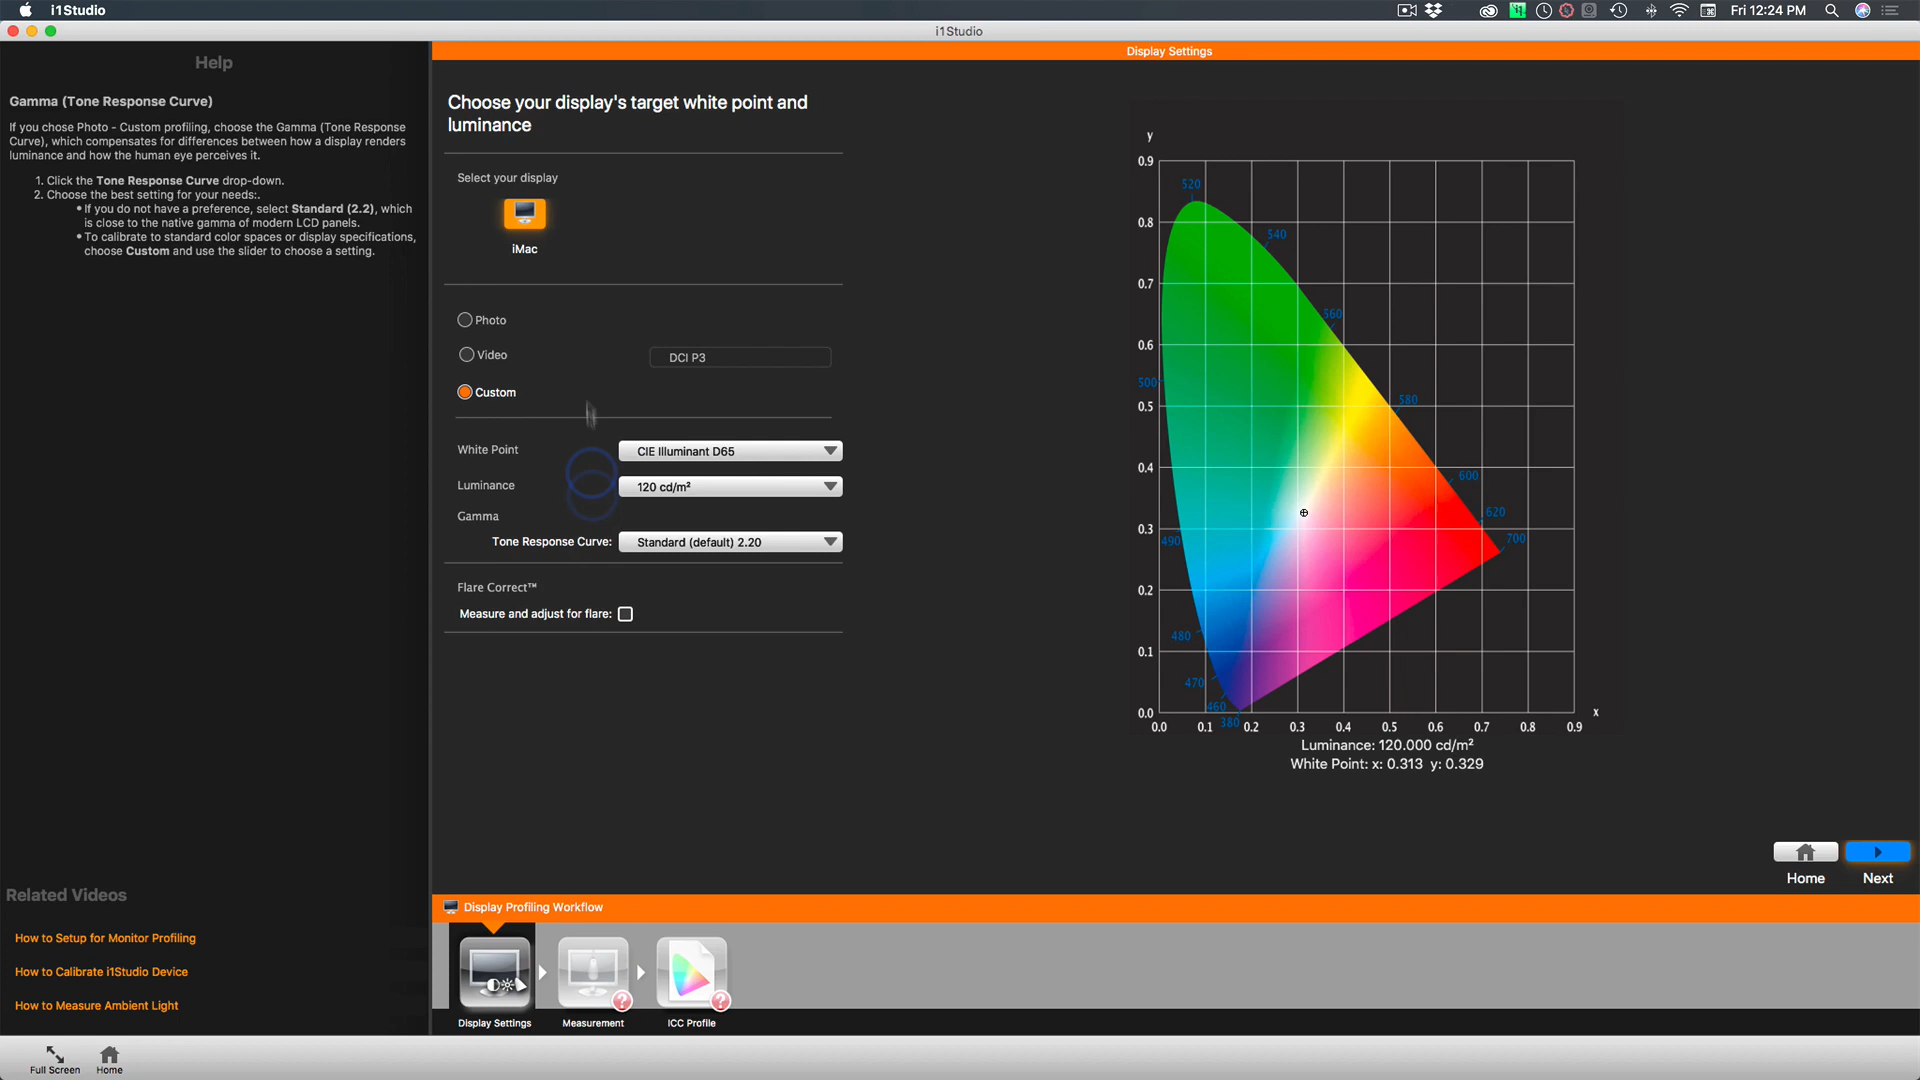 i1Studio
Fri 12:24 PM
i1Studio
Help
Gamma (Tone Response Curve)
If you chose Photo - Custom profiling, choose the Gamma (Tone Response
Curve), which compensates for differences between how a display renders
luminance and how the human eye perceives it.
1. Click the Tone Response Curve drop-down.
2. Choose the best setting for your needs:.
• If you do not have a preference, select Standard (2.2), which
is close to the native gamma of modern LCD panels.
• To calibrate to standard color spaces or display specifications,
choose Custom and use the slider to choose a setting.
Related Videos
How to Setup for Monitor Profiling
How to Calibrate i1Studio Device
How to Measure Ambient Light
Full Screen
Home
Display Settings
Choose your display's target white point and
luminance
Select your display
iMac
Photo
Video
DCI P3
Custom
White Point
CIE Illuminant D65
Luminance
120 cd/m²
Gamma
Tone Response Curve:
Standard (default) 2.20
Flare Correct™
Measure and adjust for flare:
y
0.9
0.8
0.7
0.6
0.5
0.4
0.3
0.2
0.1
0.0
520
540
560
500
580
600
620
490
700
480
470
460
380
0.0 0.1 0.2 0.3 0.4 0.5 0.6 0.7 0.8 0.9
x
Luminance: 120.000 cd/m²
White Point: x: 0.313 y: 0.329
Home
Next
Display Profiling Workflow
?
?
Display Settings
Measurement
ICC Profile